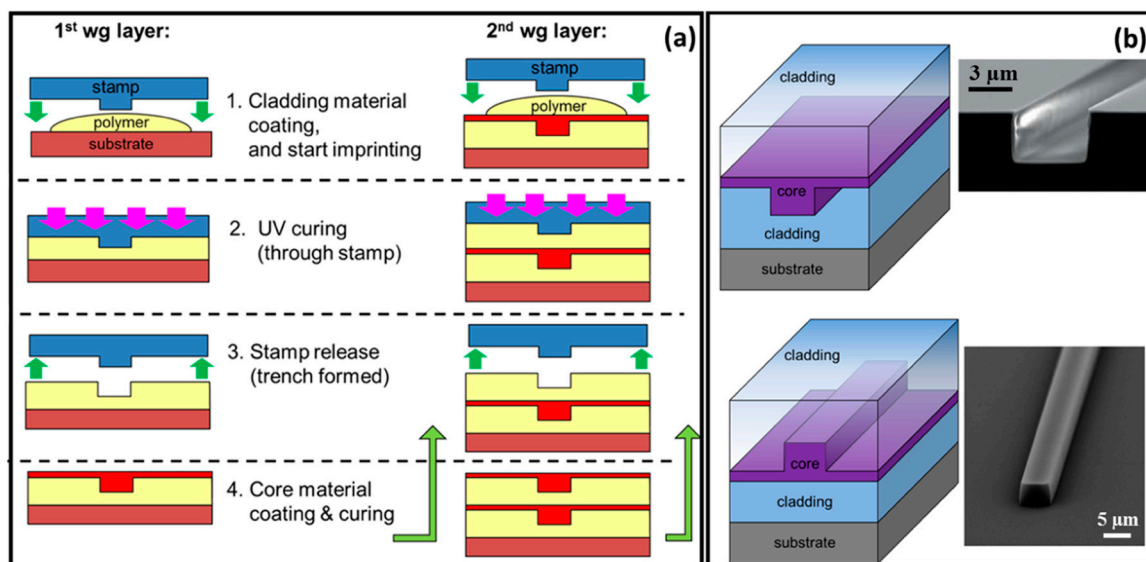 1st wg layer:
2nd wg layer:
(a)
stamp
polymer
substrate
1. Cladding material
coating,
and start imprinting
stamp
polymer
2. UV curing
(through stamp)
3. Stamp release
(trench formed)
4. Core material
coating & curing
(b)
cladding
core
cladding
substrate
3 μm
cladding
core
cladding
substrate
5 μm